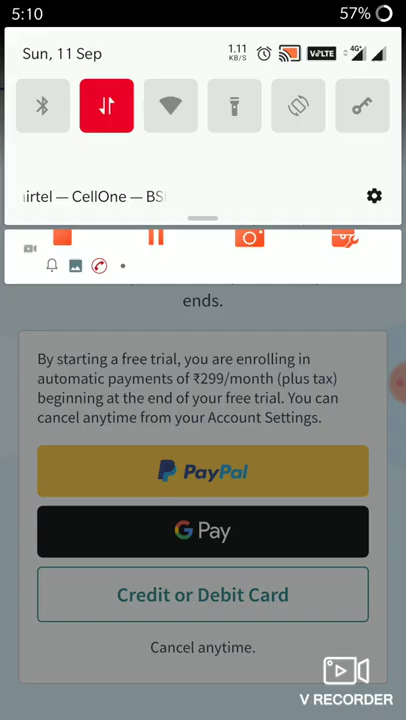 5:10
57%
Sun, 11 Sep
1.11
KB/S
VoLTE
4G+
irtel — CellOne — BS
ends.
By starting a free trial, you are enrolling in
automatic payments of ₹299/month (plus tax)
beginning at the end of your free trial. You can
cancel anytime from your Account Settings.
PayPal
G Pay
Credit or Debit Card
Cancel anytime.
V RECORDER